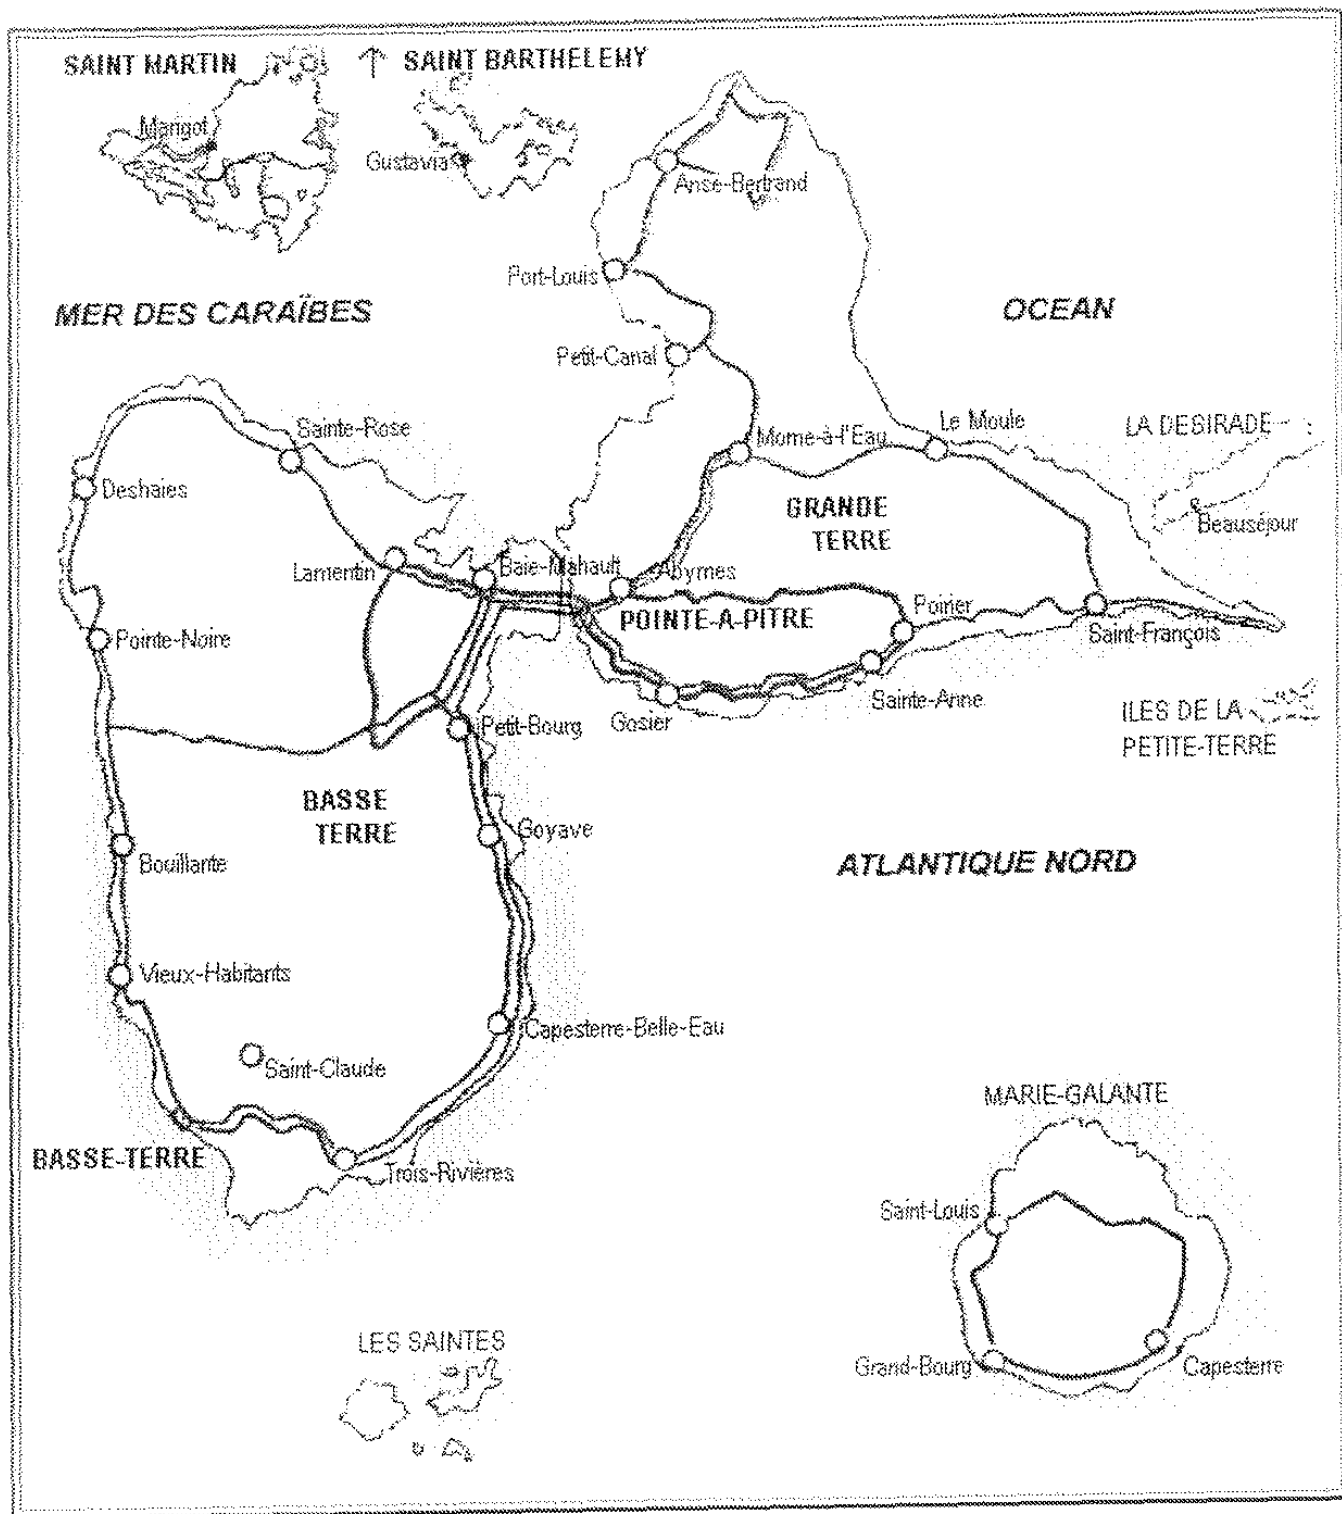 SAINT MARTIN
↑ SAINT BARTHELEMY
Marigot
Gustavia
Anse-Bertrand
Port-Louis
MER DES CARAÏBES
OCEAN
Petit-Canal
Sainte-Rose
Morne-à-l'Eau
Le Moule
LA DESIRADE
Deshaies
GRANDE
TERRE
Beauséjour
Lamentin
Baie-Mahault
Abymes
POINTE-A-PITRE
Poirier
Saint-François
Pointe-Noire
Petit-Bourg
Gosier
Sainte-Anne
ILES DE LA
PETITE-TERRE
BASSE
TERRE
Goyave
Bouillante
ATLANTIQUE NORD
Vieux-Habitants
Capesterre-Belle-Eau
Saint-Claude
MARIE-GALANTE
BASSE-TERRE
Trois-Rivières
Saint-Louis
LES SAINTES
Grand-Bourg
Capesterre